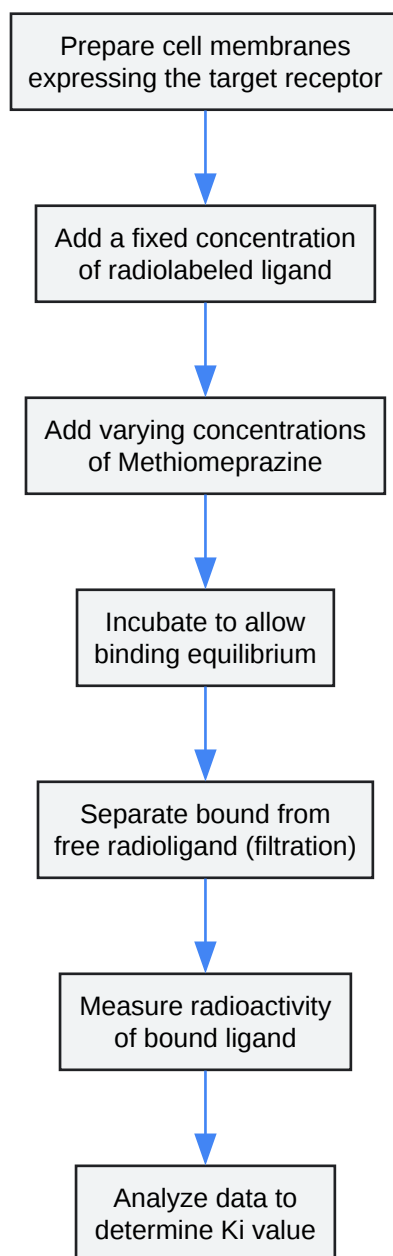 Prepare cell membranes
expressing the target receptor
Add a fixed concentration
of radiolabeled ligand
Add varying concentrations
of Methiomeprazine
Incubate to allow
binding equilibrium
Separate bound from
free radioligand (filtration)
Measure radioactivity
of bound ligand
Analyze data to
determine Ki value